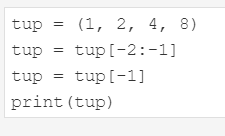 tup = (1, 2, 4, 8)
tup = tup[-2:-1]
tup = tup[-1]
print(tup)